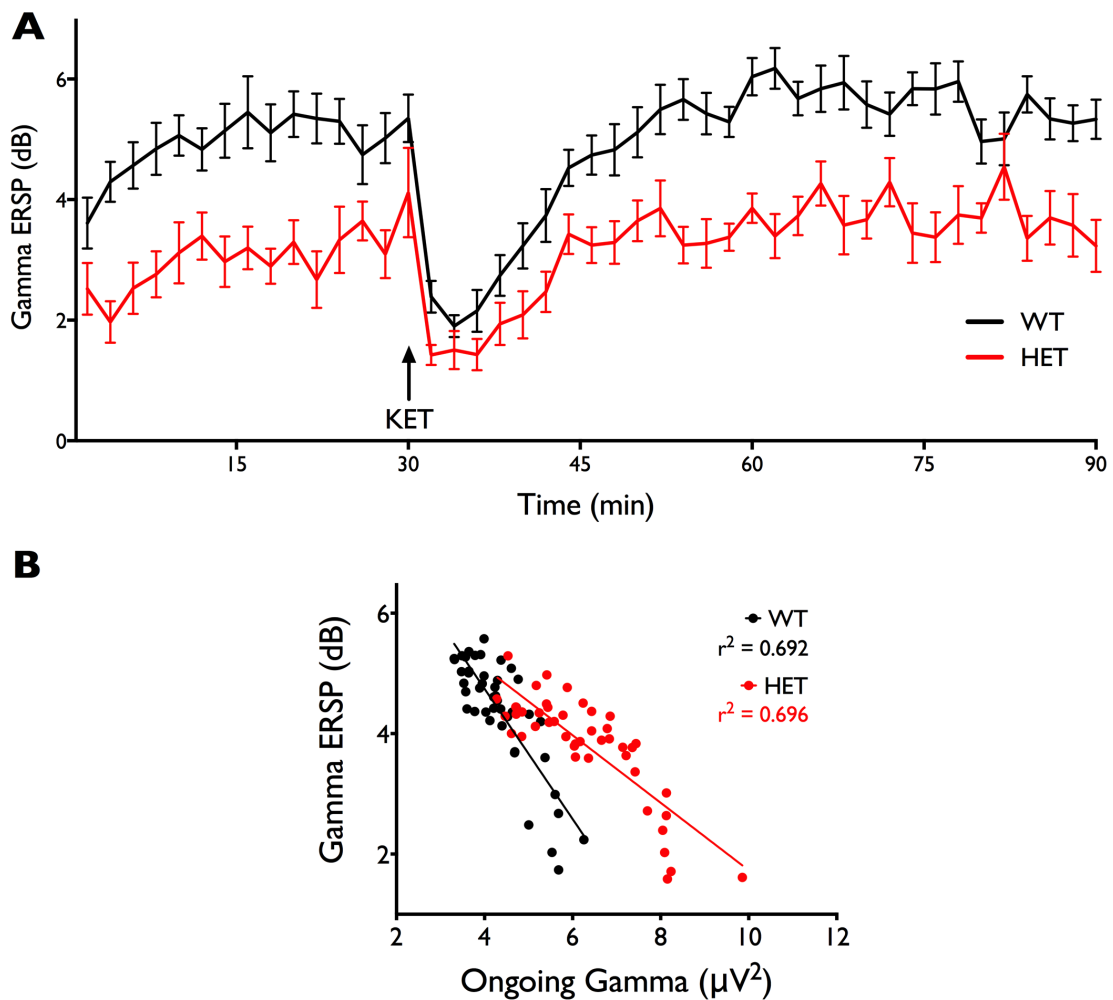 A
Gamma ERSP (dB)
6
4
2
0
WT
HET
KET
15 30 45 60 75 90
Time (min)
B
Gamma ERSP (dB)
6
4
2
WT
r² = 0.692
HET
r² = 0.696
2 4 6 8 10 12
Ongoing Gamma (μV²)